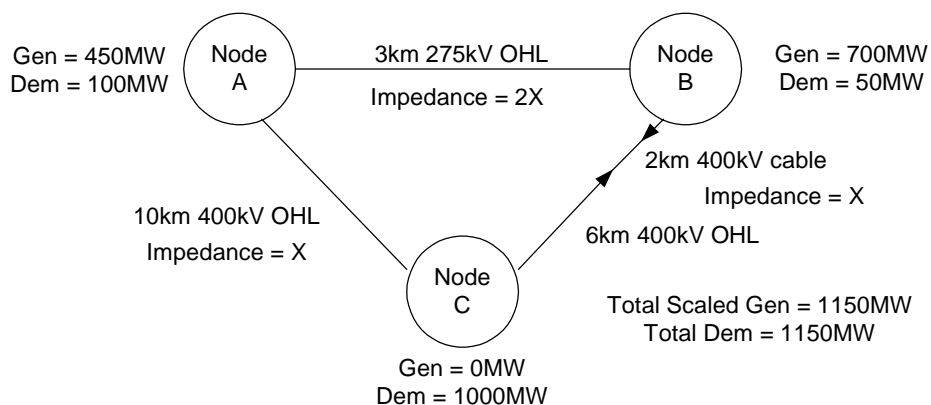 Node
A
Gen = 450MW
Dem = 100MW
3km 275kV OHL
Impedance = 2X
Node
B
Gen = 700MW
Dem = 50MW
2km 400kV cable
Impedance = X
6km 400kV OHL
10km 400kV OHL
Impedance = X
Node
C
Gen = 0MW
Dem = 1000MW
Total Scaled Gen = 1150MW
Total Dem = 1150MW